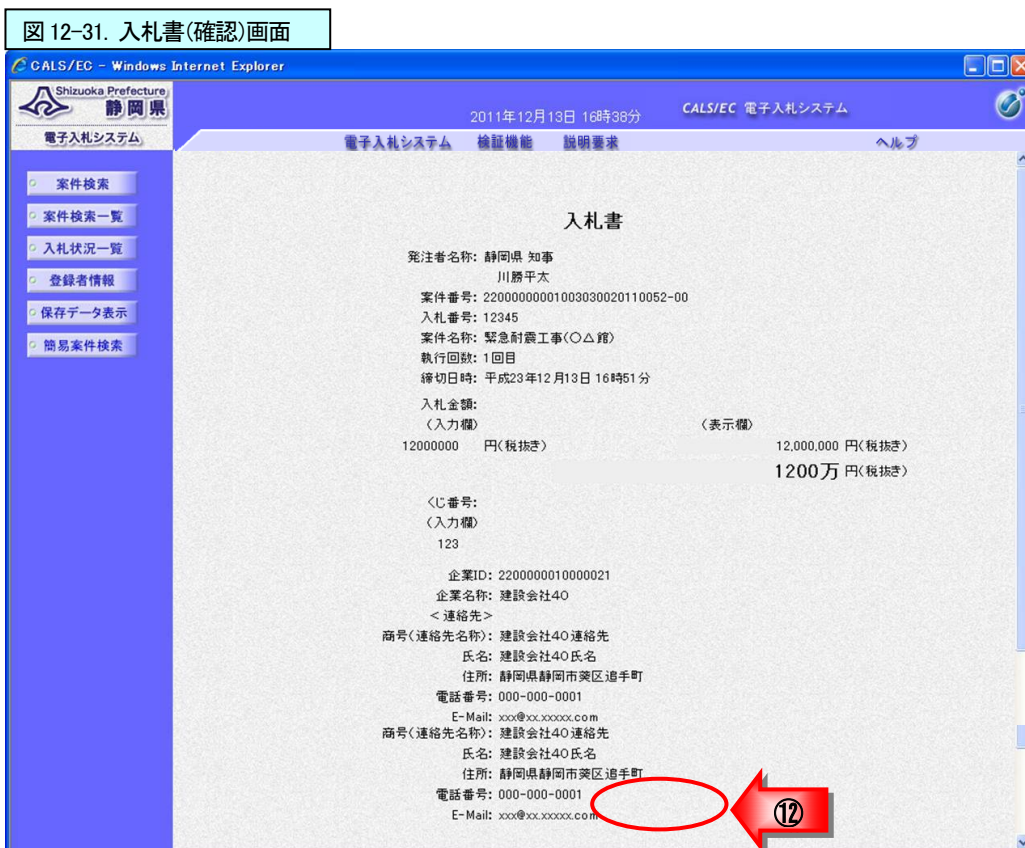 図 12-31. 入札書(確認)画面
CALS/EC - Windows Internet Explorer
Shizuoka Prefecture
静岡県
電子入札システム
2011年12月13日 16時38分
CALS/EC 電子入札システム
電子入札システム 検証機能 説明要求 ヘルプ
案件検索
案件検索一覧
入札状況一覧
登録者情報
保存データ表示
簡易案件検索
入札書
発注者名称: 静岡県 知事
川勝平太
案件番号: 22000000001003030020110052-00
入札番号: 12345
案件名称: 緊急耐震工事(○△館)
執行回数: 1回目
締切日時: 平成23年12月13日 16時51分
入札金額:
(入力欄) (表示欄)
12000000 円(税抜き) 12,000,000 円(税抜き)
1200万 円(税抜き)
くじ番号:
(入力欄)
123
企業ID: 2200000010000021
企業名称: 建設会社40
<連絡先>
商号(連絡先名称): 建設会社40連絡先
氏名: 建設会社40氏名
住所: 静岡県静岡市葵区追手町
電話番号: 000-000-0001
E-Mail: xxx@xx.xxxxx.com
商号(連絡先名称): 建設会社40連絡先
氏名: 建設会社40氏名
住所: 静岡県静岡市葵区追手町
電話番号: 000-000-0001
E-Mail: xxx@xx.xxxxx.com
⑫